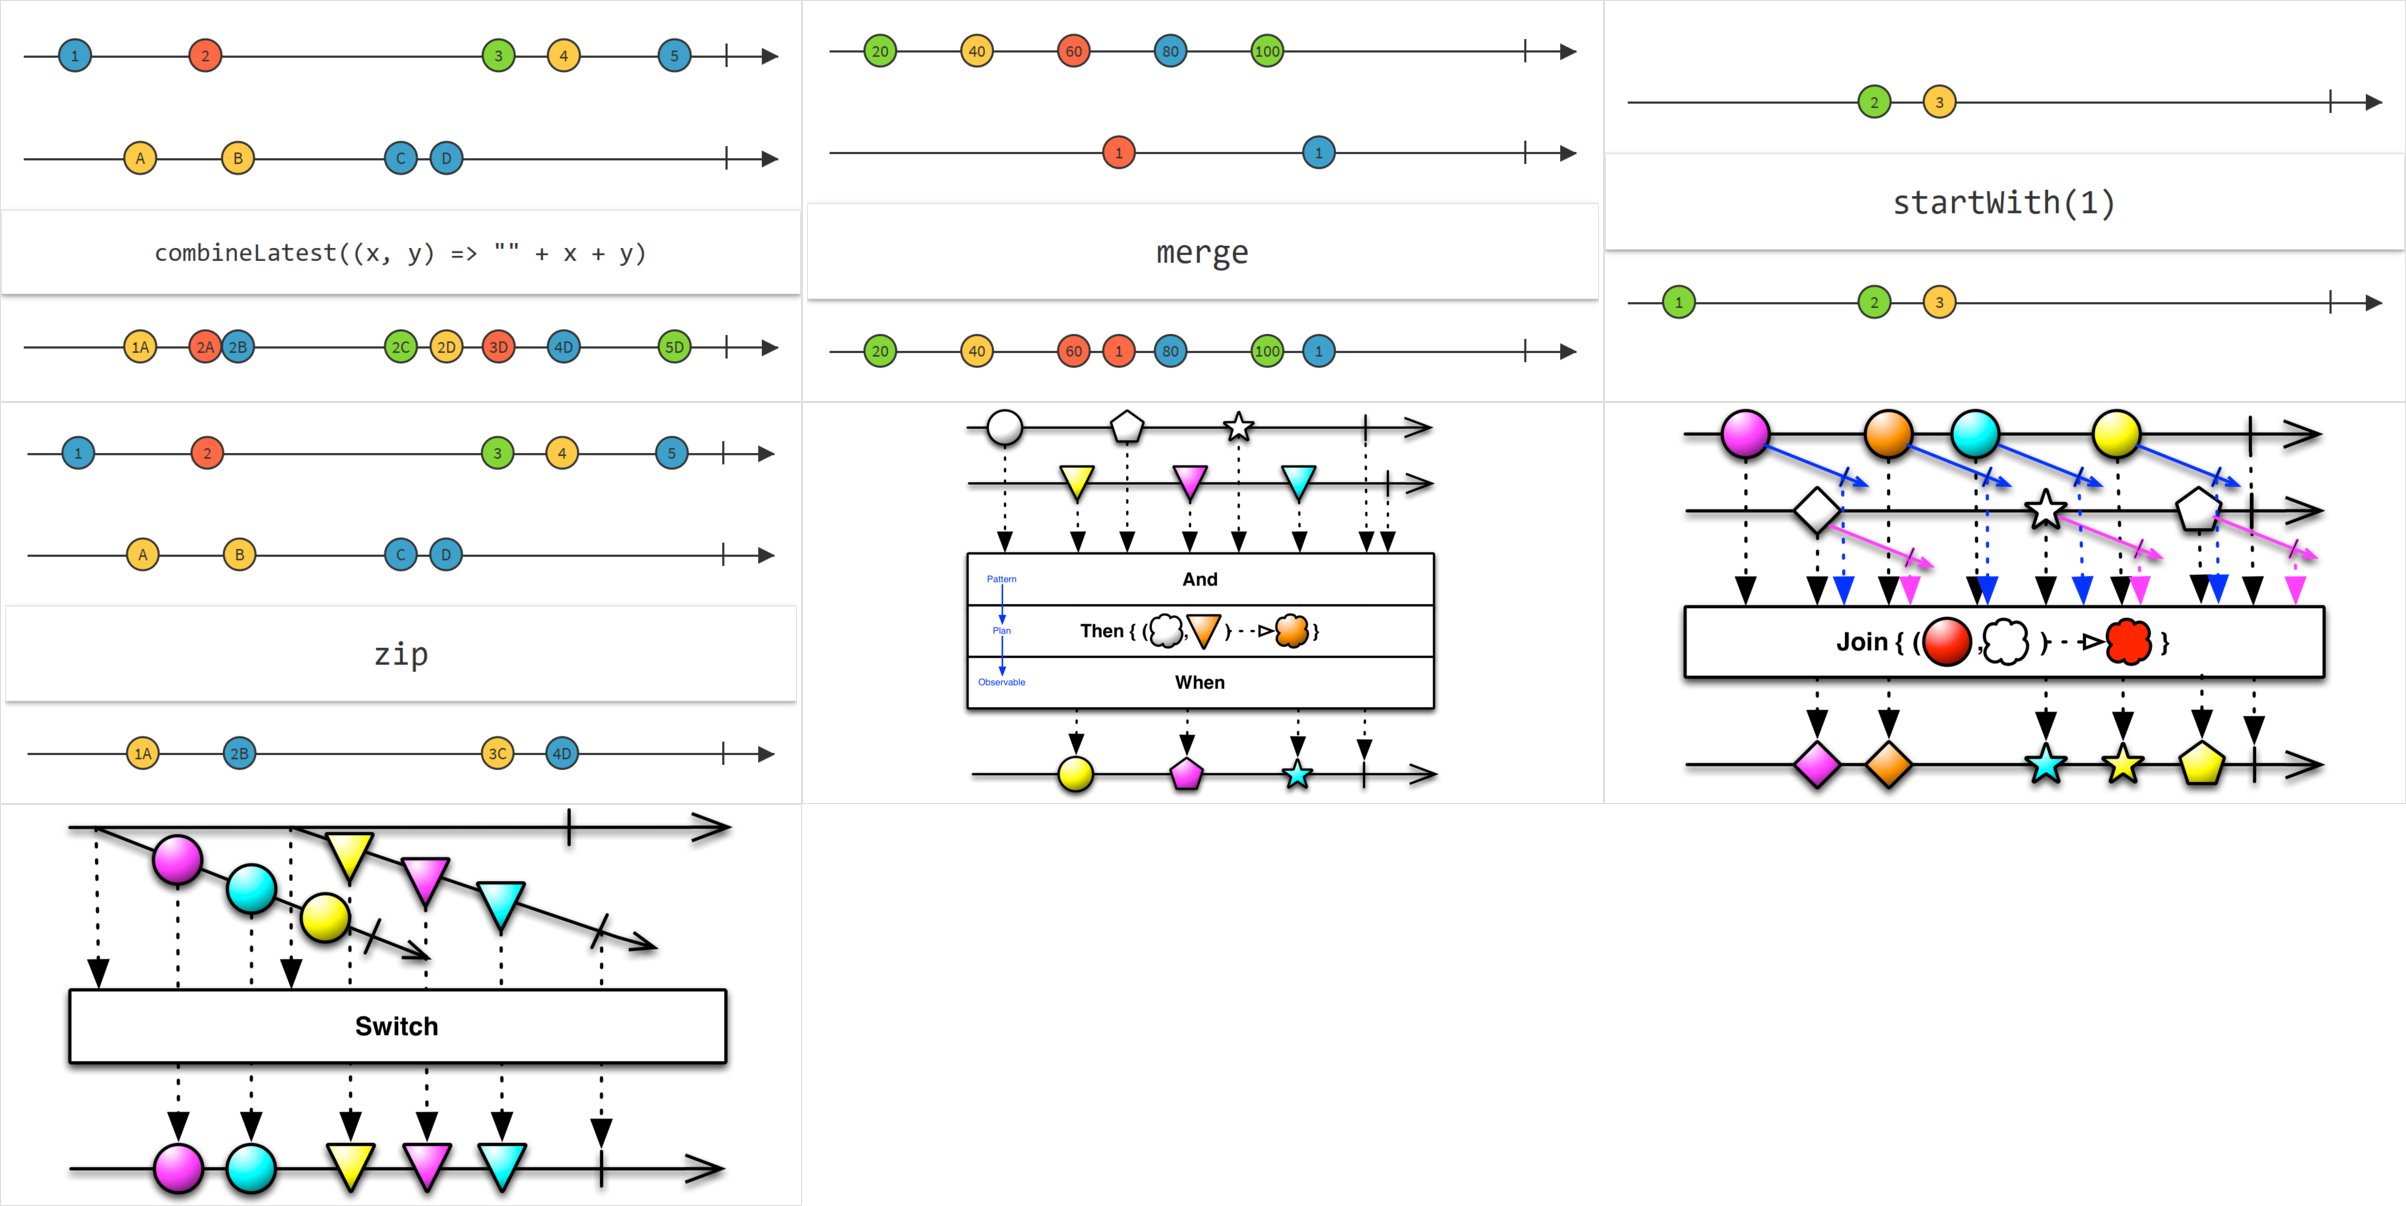 1 2 3 4 5
A B C D
combineLatest((x, y) => "" + x + y)
1A 2A 2B 2C 2D 3D 4D 5D
20 40 60 80 100
1 1
merge
20 40 60 1 80 100 1
2 3
startWith(1)
1 2 3
1 2 3 4 5
A B C D
zip
1A 2B 3C 4D
Pattern
And
Plan
Then { ( , ) }
Observable
When
Join { ( , ) }
Switch